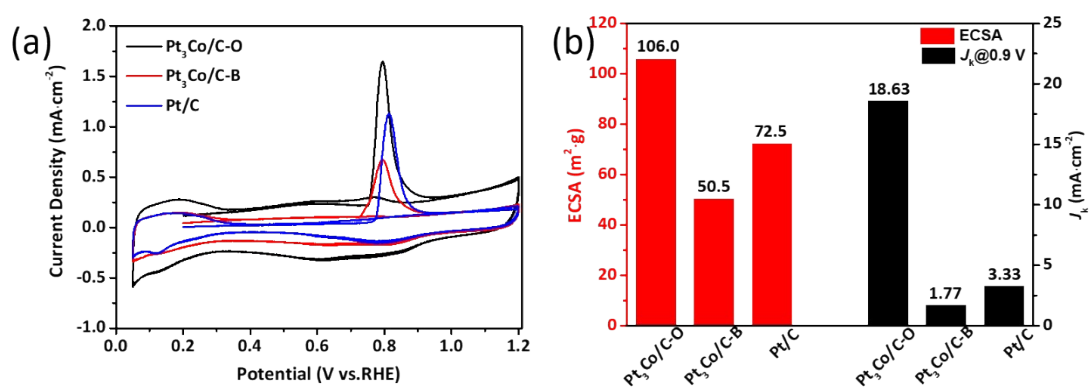 (a)
2.0
1.5
1.0
0.5
0.0
-0.5
-1.0
Current Density (mA·cm⁻²)
Pt₃Co/C-O
Pt₃Co/C-B
Pt/C
0.0 0.2 0.4 0.6 0.8 1.0 1.2
Potential (V vs.RHE)
(b)
120
100
80
60
40
20
0
ECSA (m²·g)
ECSA
Jₖ@0.9 V
106.0
50.5
72.5
18.63
1.77
3.33
Pt₃Co/C-O
Pt₃Co/C-B
Pt/C
Pt₃Co/C-O
Pt₃Co/C-B
Pt/C
25
20
15
10
5
0
Jₖ (mA·cm⁻²)